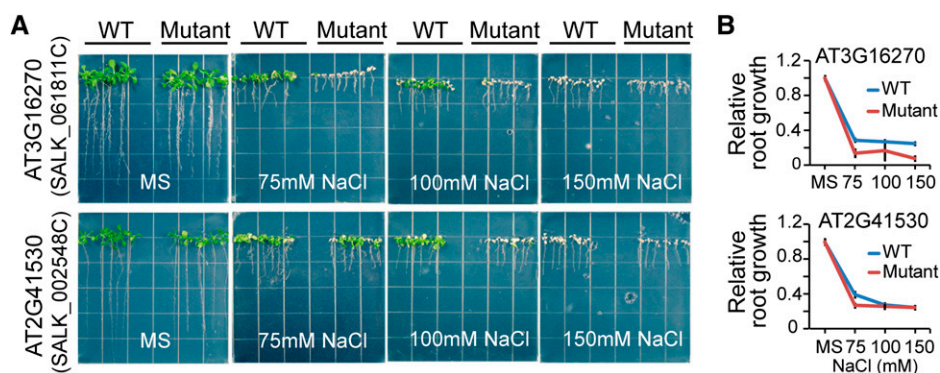 A
WT Mutant WT Mutant WT Mutant WT Mutant
AT3G16270
(SALK_061811C)
MS 75mM NaCl 100mM NaCl 150mM NaCl
AT2G41530
(SALK_002548C)
MS 75mM NaCl 100mM NaCl 150mM NaCl
B
AT3G16270
Relative
root growth
1.2
0.8
0.4
0
WT
Mutant
MS 75 100 150
AT2G41530
Relative
root growth
1.2
0.8
0.4
0
WT
Mutant
MS 75 100 150
NaCl (mM)